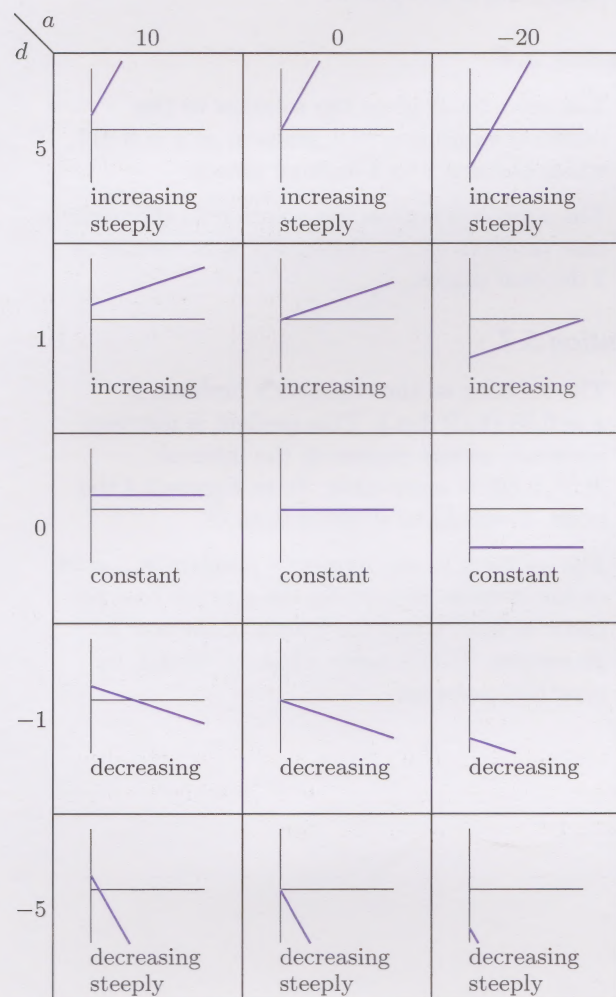 a
d
10 0 −20
5
increasing increasing increasing
steeply steeply steeply
1
increasing increasing increasing
0
constant constant constant
−1
decreasing decreasing decreasing
−5
decreasing decreasing decreasing
steeply steeply steeply